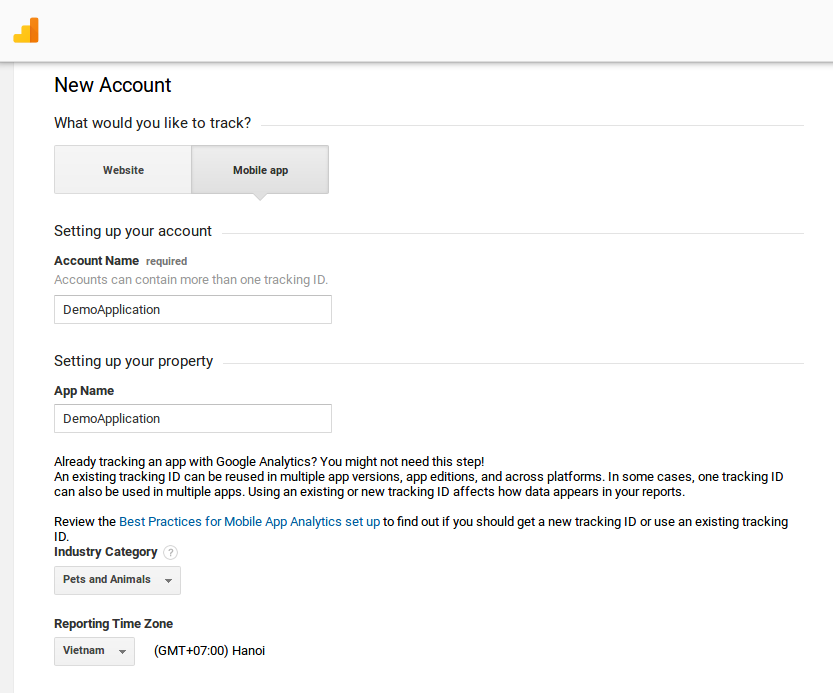 New Account
What would you like to track?
Website
Mobile app
Setting up your account
Account Name required
Accounts can contain more than one tracking ID.
DemoApplication
Setting up your property
App Name
DemoApplication
Already tracking an app with Google Analytics? You might not need this step!
An existing tracking ID can be reused in multiple app versions, app editions, and across platforms. In some cases, one tracking ID
can also be used in multiple apps. Using an existing or new tracking ID affects how data appears in your reports.
Review the Best Practices for Mobile App Analytics set up to find out if you should get a new tracking ID or use an existing tracking
ID.
Industry Category ?
Pets and Animals
Reporting Time Zone
Vietnam (GMT+07:00) Hanoi